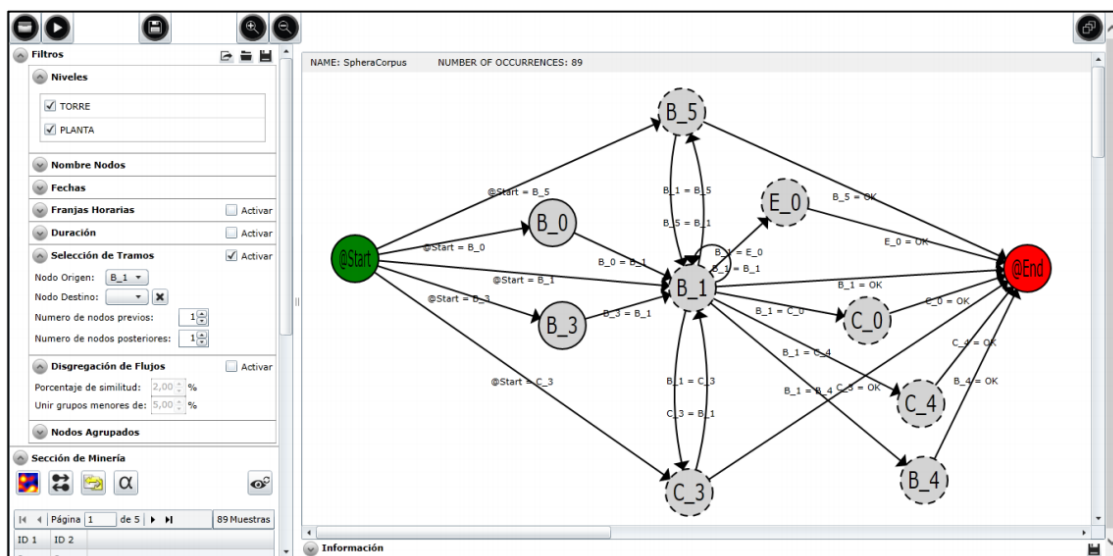 Filtros
Niveles
TORRE
PLANTA
Nombre Nodos
Fechas
Franjas Horarias Activar
Duración Activar
Selección de Tramos Activar
Nodo Origen: B_1
Nodo Destino:
Numero de nodos previos: 1
Numero de nodos posteriores: 1
Disgregación de Flujos Activar
Porcentaje de similitud: 2,00 %
Unir grupos menores de: 5,00 %
Nodos Agrupados
Sección de Minería
α
Página 1 de 5 89 Muestras
ID 1 ID 2
NAME: SpheraCorpus NUMBER OF OCCURRENCES: 89
B_5
@Start = B_5
B_1 = B_5
B_5 = B_1
E_0
B_5 = OK
B_0
@Start = B_0
B_0 = B_1
E_0 = OK
B_1 = E_0
B_1 = B_1
@Start
@End
@Start = B_1
B_1
B_1 = OK
@Start = B_3
B_3
B_3 = B_1
B_1 = C_0
C_0
C_0 = OK
B_1 = C_4
C_4 = OK
@Start = C_3
B_1 = C_3
C_3 = B_1
B_1 = B_4
C_3 = OK
B_4 = OK
C_4
C_3
B_4
Información